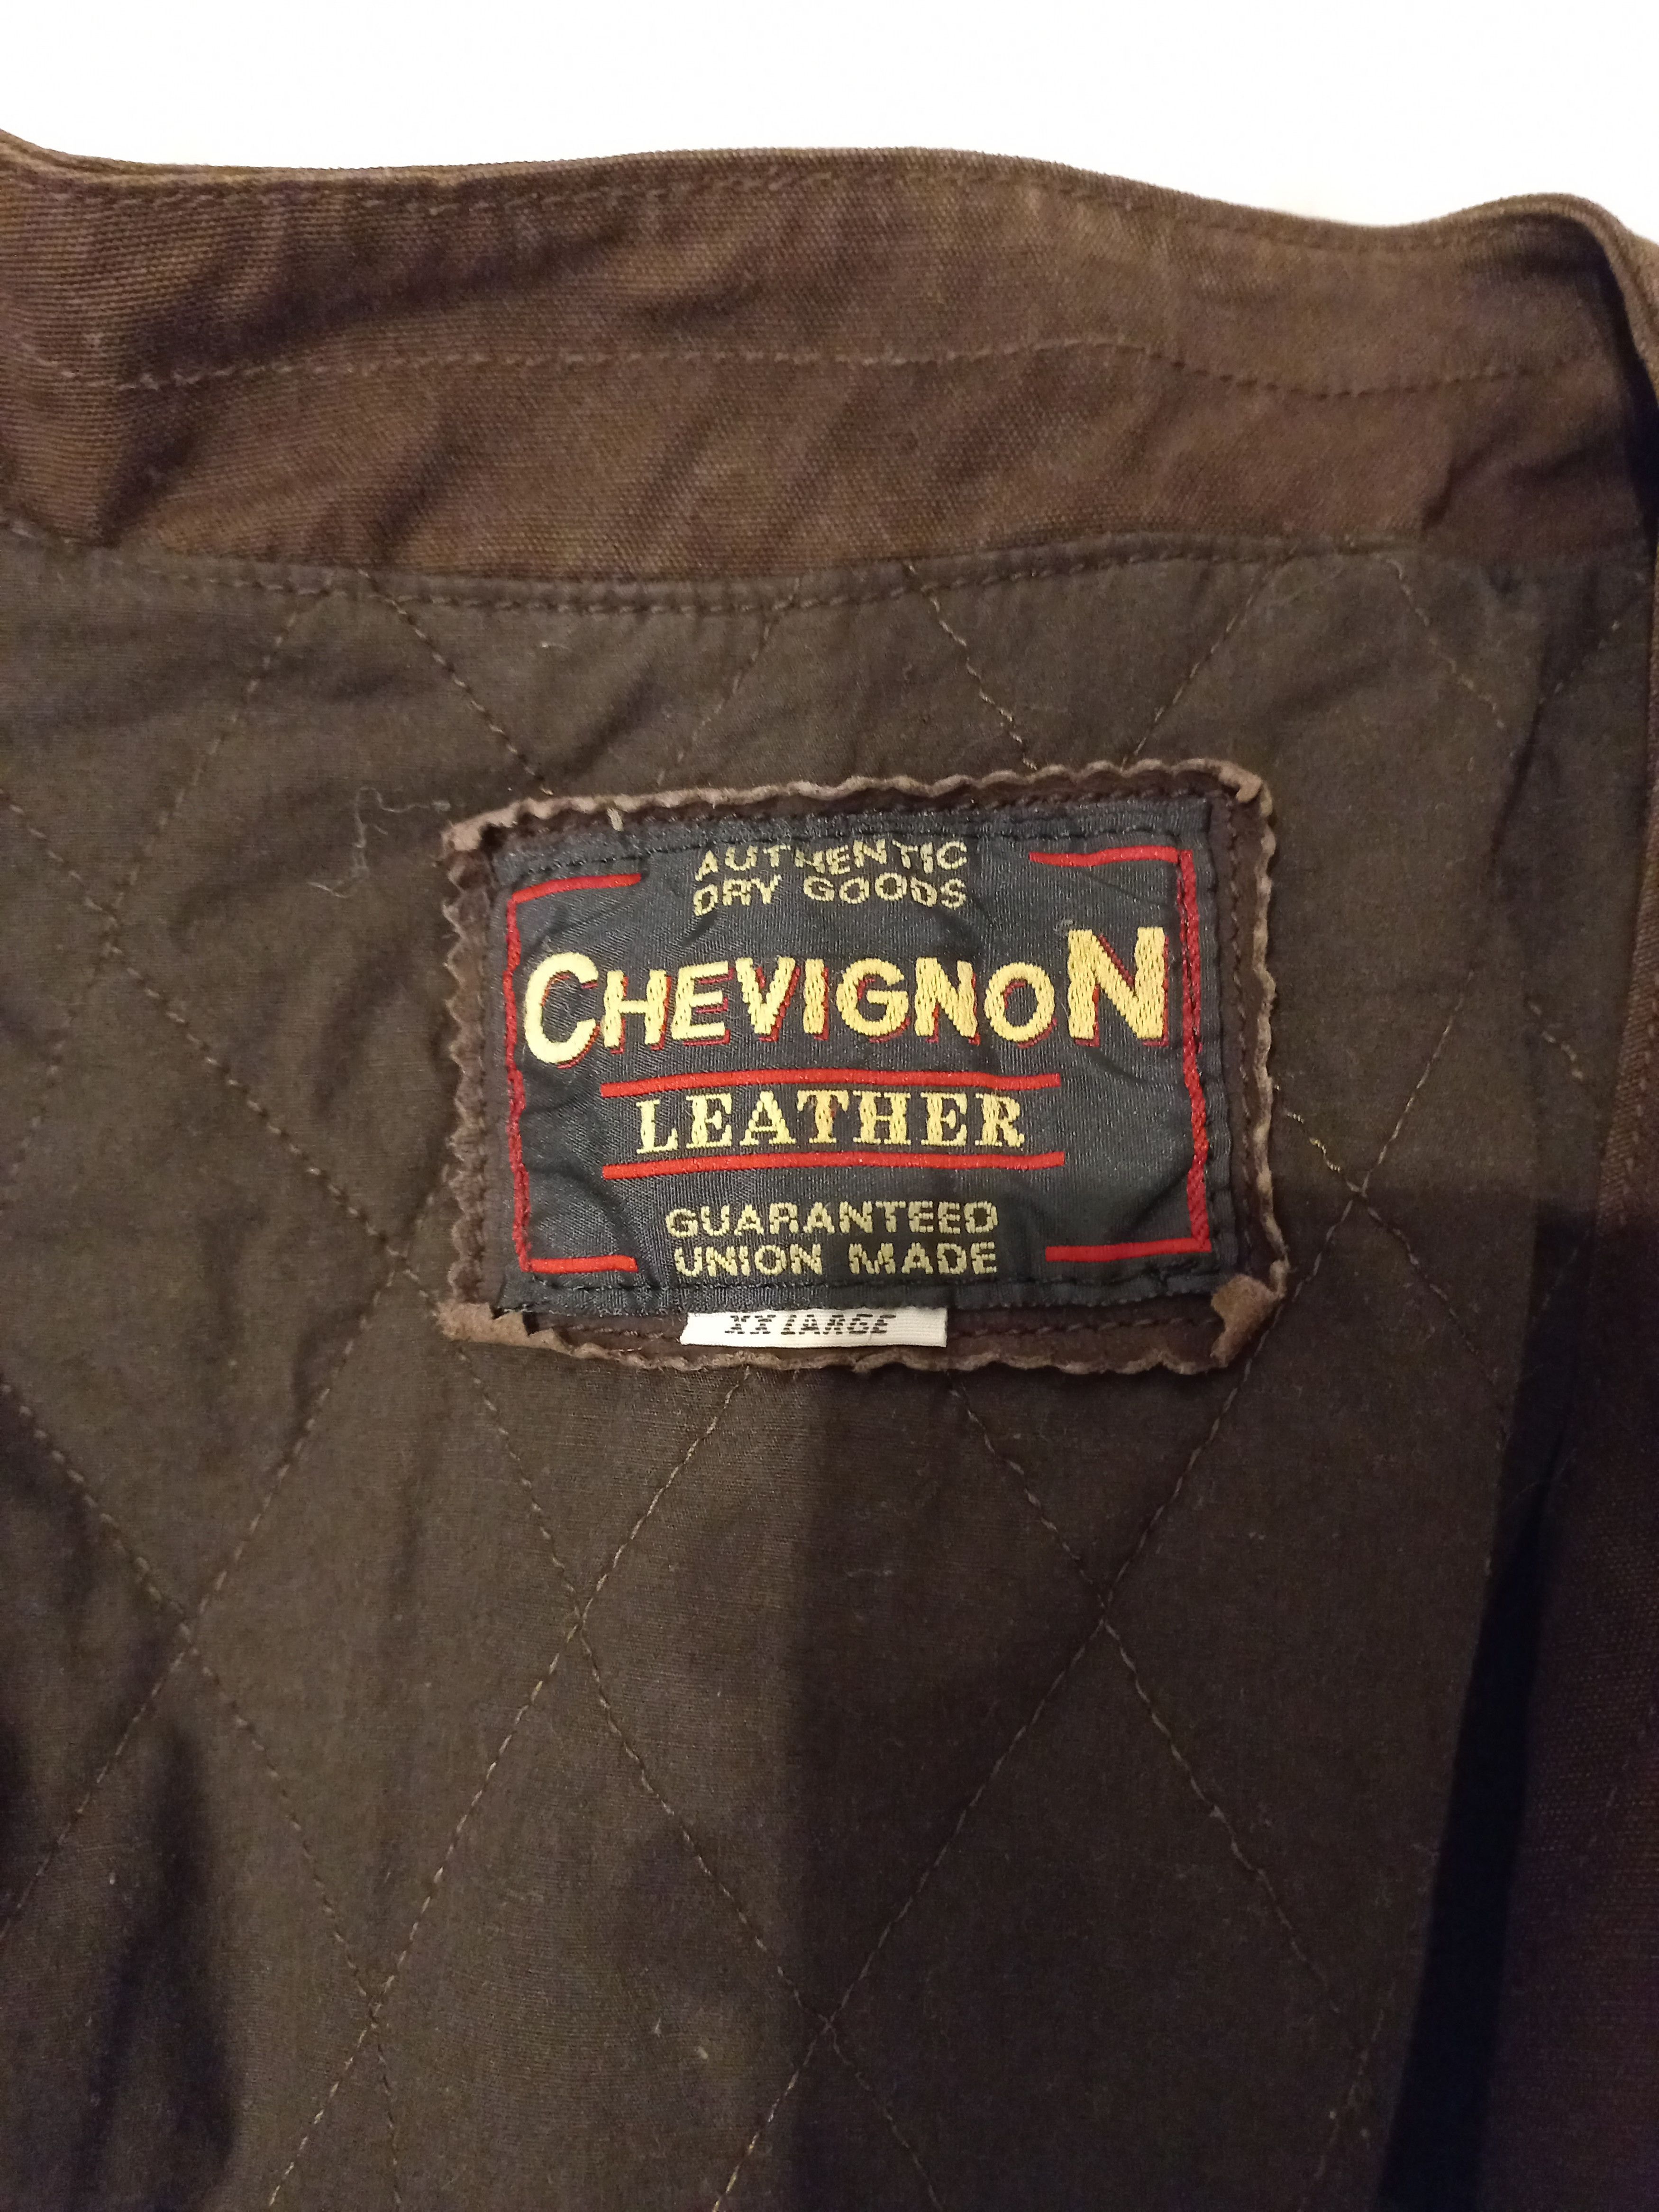 AUTHENTIC
DRY GOODS
CHEVIGNON
LEATHER
GUARANTEED
UNION MADE
XX LARGE